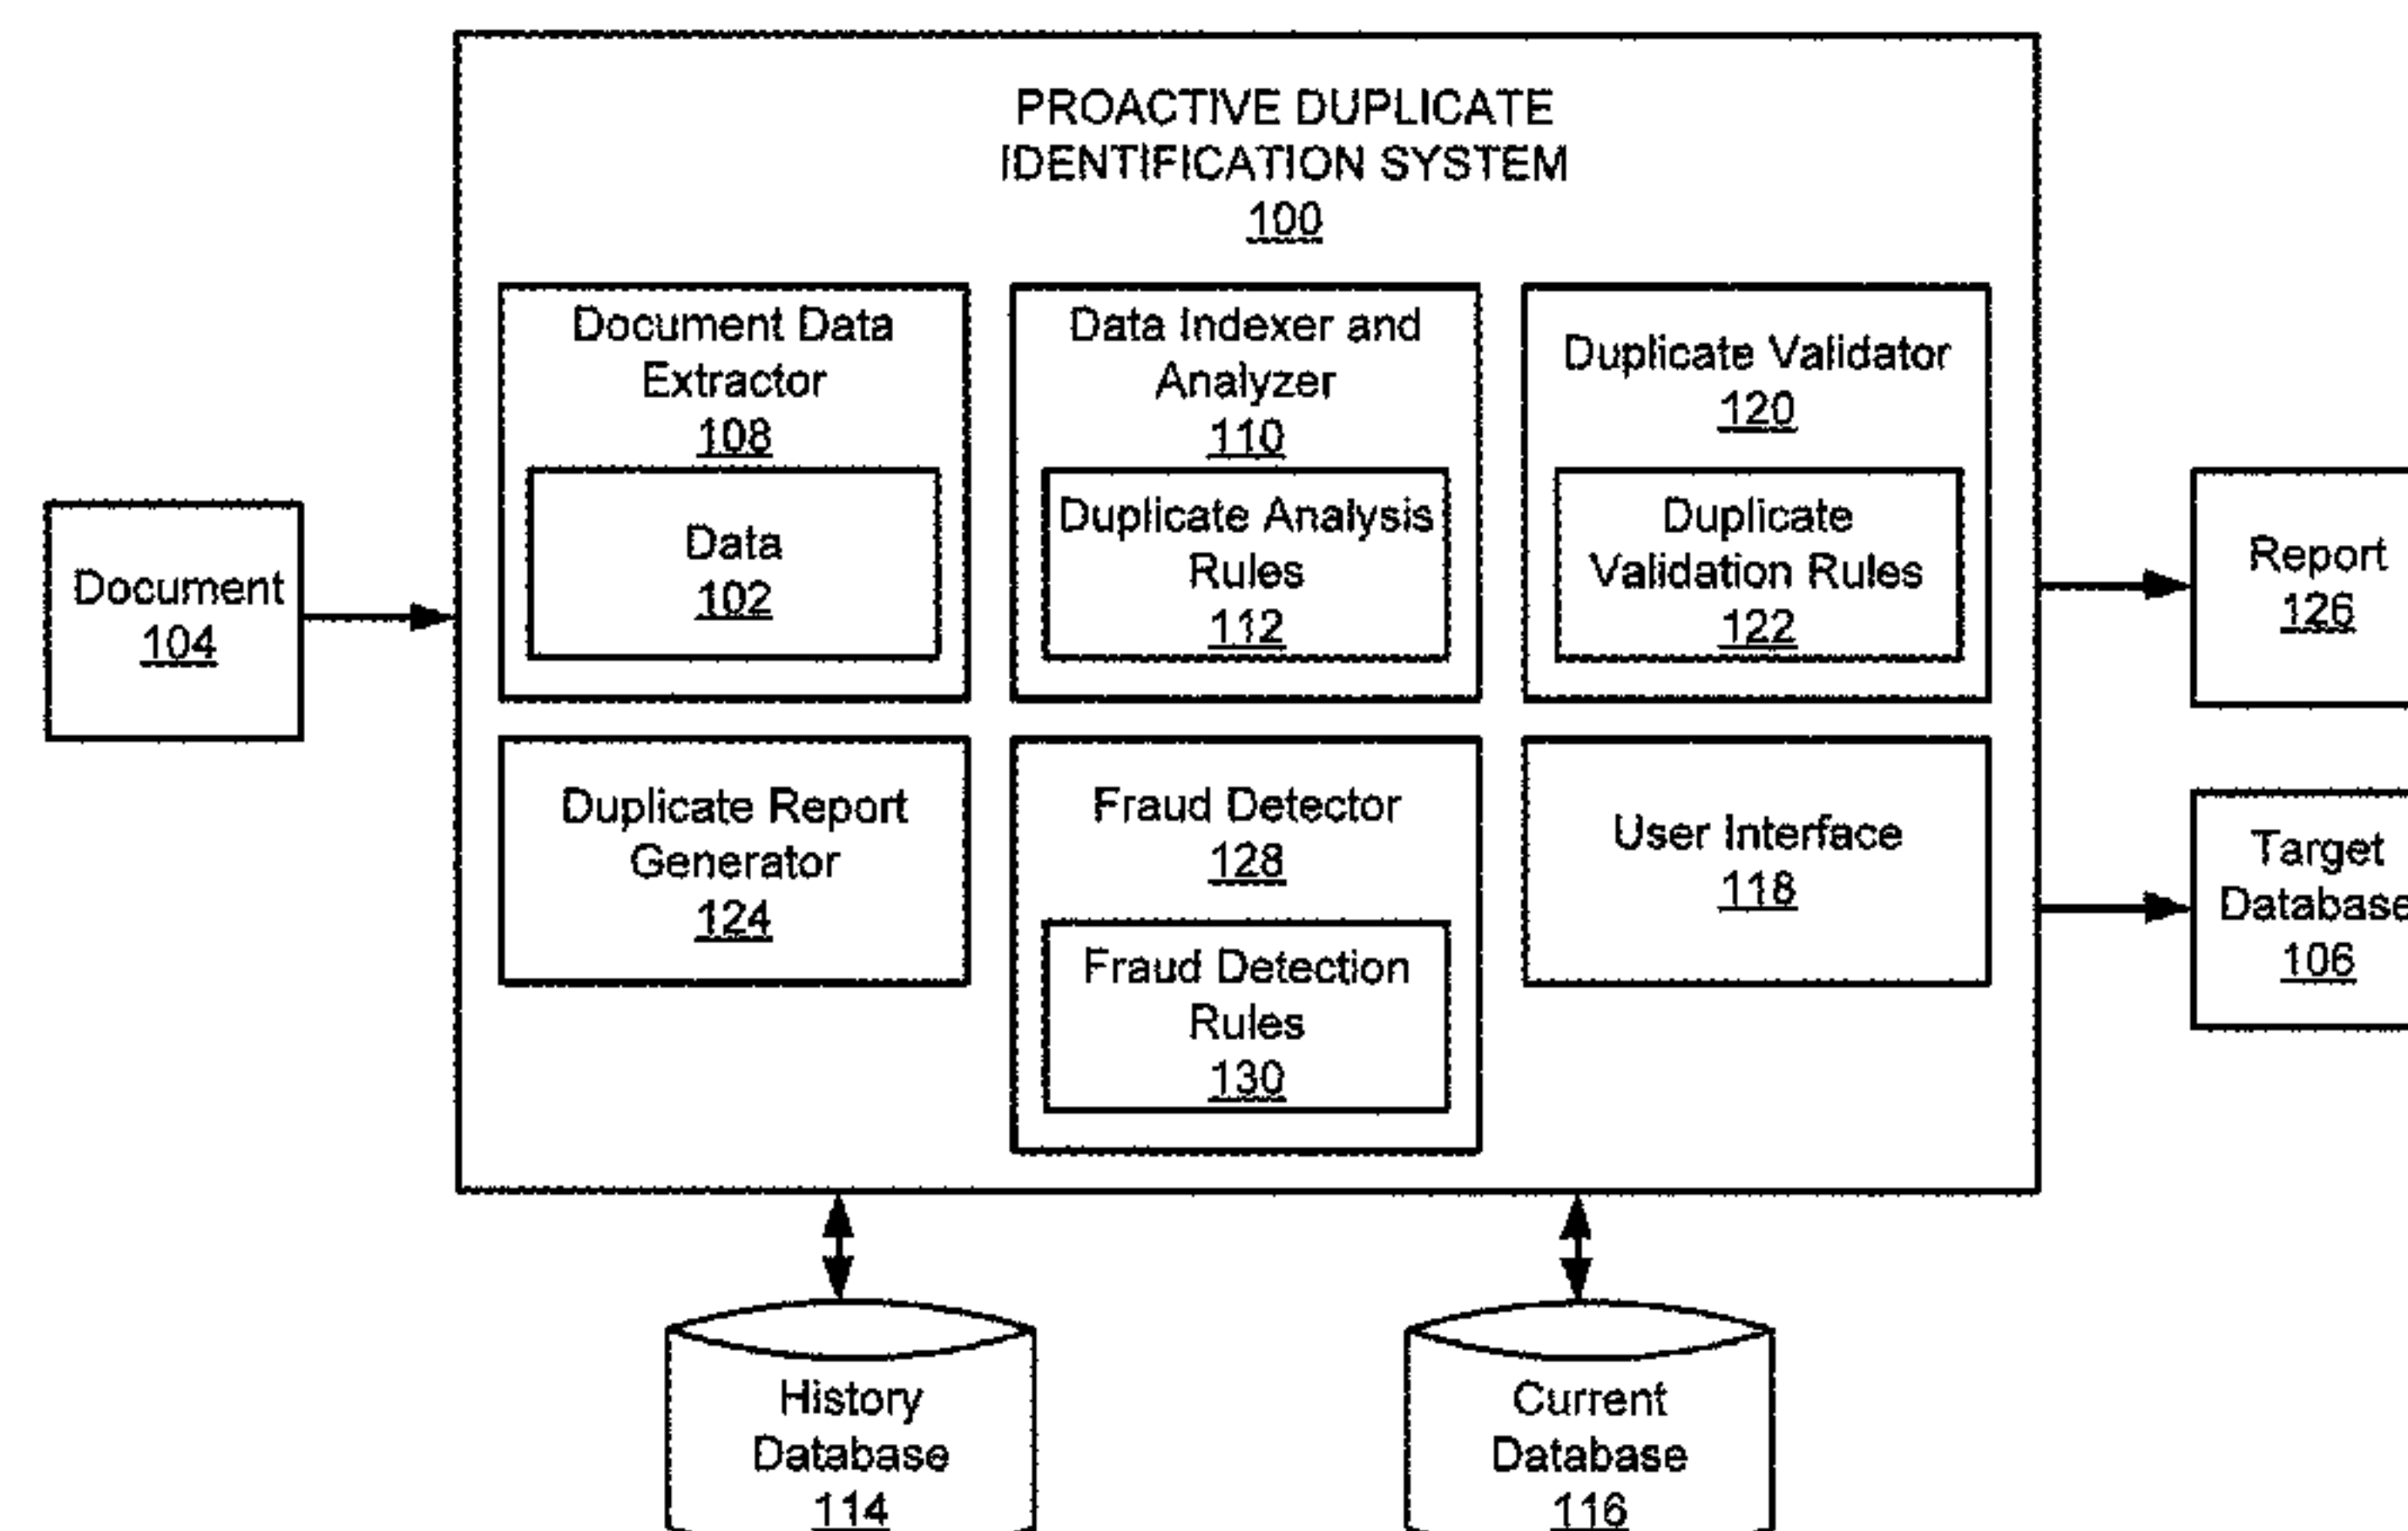 PROACTIVE DUPLICATE
IDENTIFICATION SYSTEM
100
Document Data
Extractor
108
Data
102
Data Indexer and
Analyzer
110
Duplicate Analysis
Rules
112
Duplicate Validator
120
Duplicate
Validation Rules
122
Document
104
Report
126
Duplicate Report
Generator
124
Fraud Detector
128
Fraud Detection
Rules
130
User Interface
118
Target
Database
106
History
Database
114
Current
Database
116